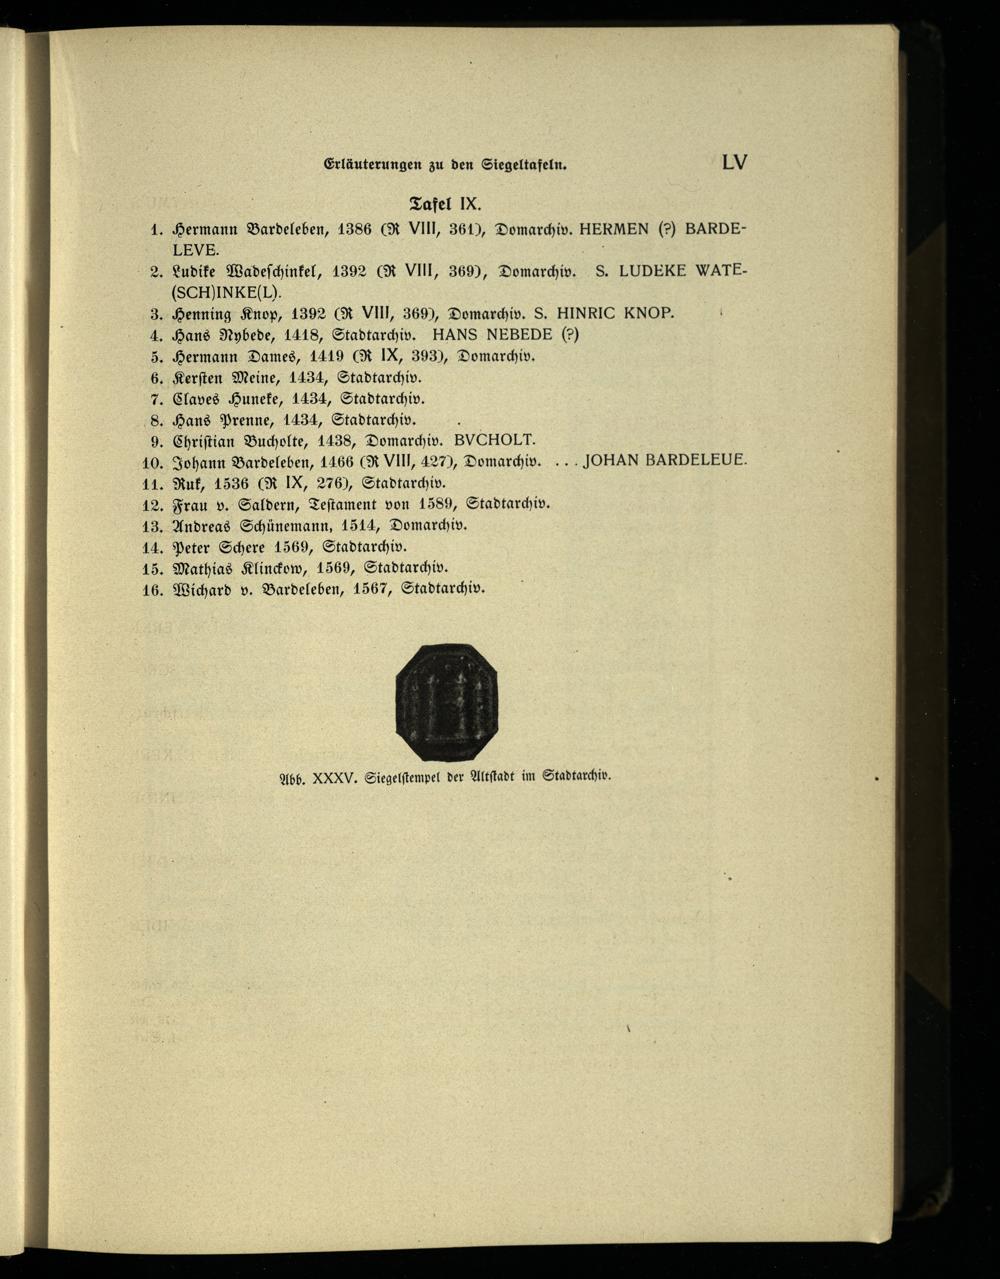 Erläuterungen zu den Siegeltafeln. LV
Tafel IX.
1. Hermann Bardeleben, 1386 (R VIII, 361), Domarchiv. HERMEN (?) BARDE-
LEVE.
2. Ludike Wadeschinkel, 1392 (R VIII, 369), Domarchiv. S. LUDEKE WATE-
(SCH)INKE(L).
3. Henning Knop, 1392 (R VIII, 369), Domarchiv. S. HINRIC KNOP.
4. Hans Nybede, 1418, Stadtarchiv. HANS NEBEDE (?)
5. Hermann Dames, 1419 (R IX, 393), Domarchiv.
6. Kersten Meine, 1434, Stadtarchiv.
7. Claves Huneke, 1434, Stadtarchiv.
8. Hans Prenne, 1434, Stadtarchiv.
9. Christian Bucholte, 1438, Domarchiv. BVCHOLT.
10. Johann Bardeleben, 1466 (R VIII, 427), Domarchiv. ... JOHAN BARDELEUE.
11. Ruk, 1536 (R IX, 276), Stadtarchiv.
12. Frau v. Saldern, Testament von 1589, Stadtarchiv.
13. Andreas Schünemann, 1514, Domarchiv.
14. Peter Schere 1569, Stadtarchiv.
15. Mathias Klinckow, 1569, Stadtarchiv.
16. Wichard v. Bardeleben, 1567, Stadtarchiv.
Abb. XXXV. Siegelstempel der Altstadt im Stadtarchiv.